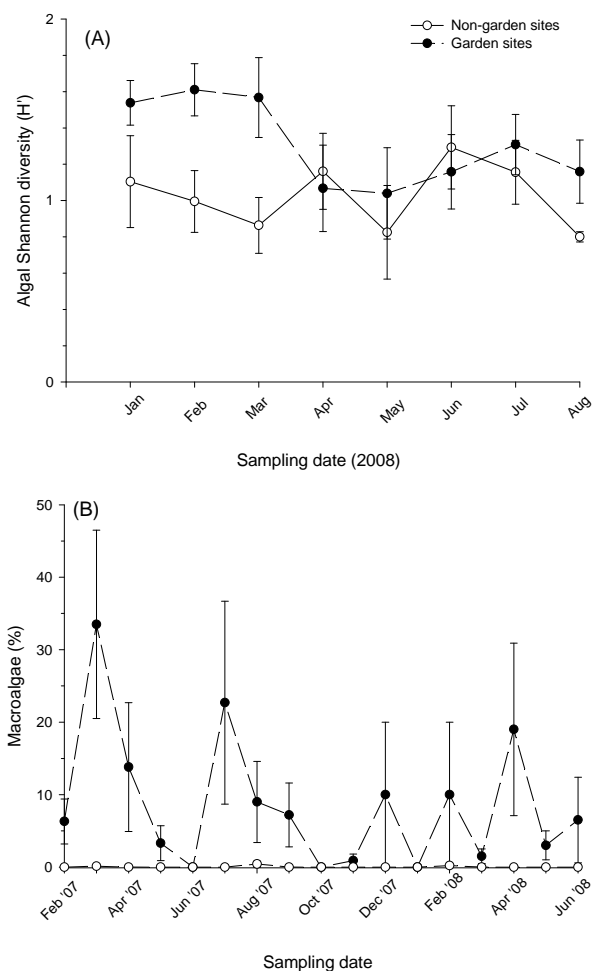 (A)
Non-garden sites
Garden sites
2
1
0
Algal Shannon diversity (H')
Jan
Feb
Mar
Apr
May
Jun
Jul
Aug
Sampling date (2008)
(B)
50
40
30
20
10
0
Macroalgae (%)
Feb '07
Apr '07
Jun '07
Aug '07
Oct '07
Dec '07
Feb '08
Apr '08
Jun '08
Sampling date